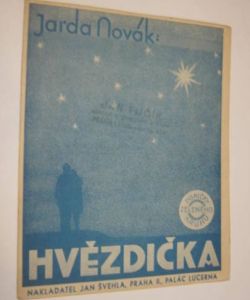 Jarda Novák:
HVĚZDIČKA
NAKLADATEL JAN ŠVEHLA, PRAHA II, PALÁC LUCERNA